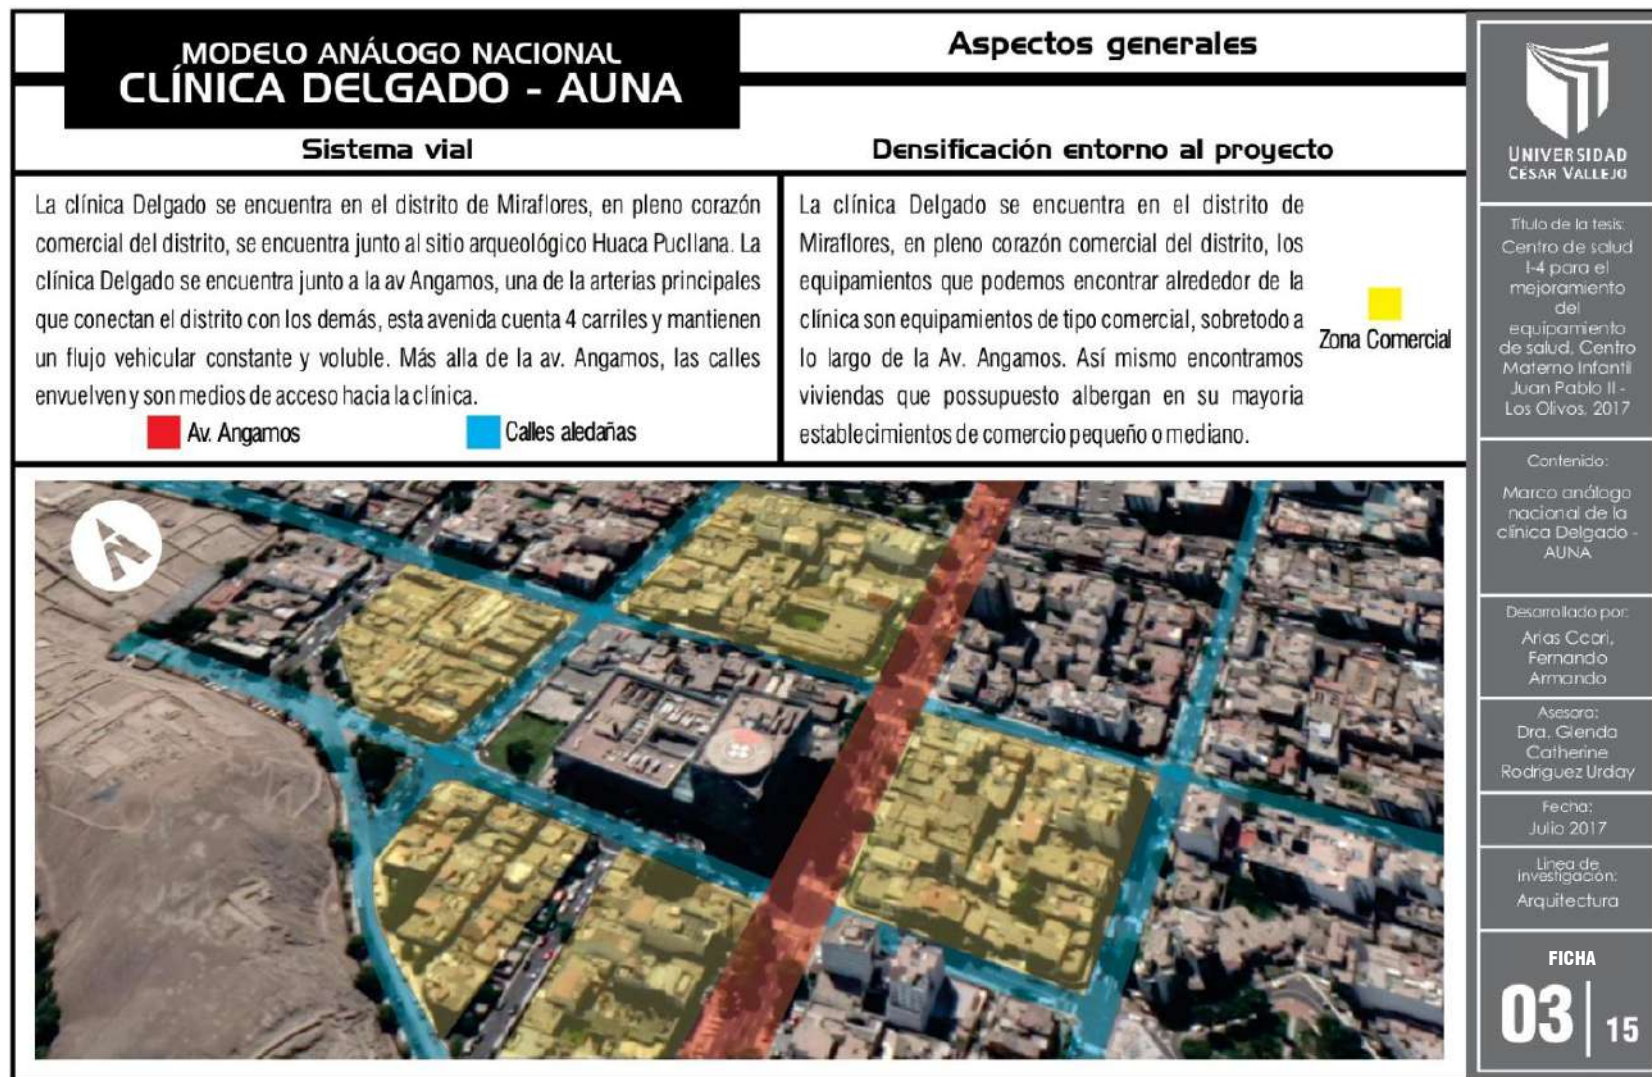 MODELO ANÁLOGO NACIONAL
CLÍNICA DELGADO - AUNA
Aspectos generales
Sistema vial
La clínica Delgado se encuentra en el distrito de Miraflores, en pleno corazón
comercial del distrito, se encuentra junto al sitio arqueológico Huaca Pucllana. La
clínica Delgado se encuentra junto a la av Angamos, una de la arterias principales
que conectan el distrito con los demás, esta avenida cuenta 4 carriles y mantienen
un flujo vehicular constante y voluble. Más alla de la av. Angamos, las calles
envuelven y son medios de acceso hacia la clínica.
Av. Angamos
Calles aledañas
Densificación entorno al proyecto
La clínica Delgado se encuentra en el distrito de
Miraflores, en pleno corazón comercial del distrito, los
equipamientos que podemos encontrar alrededor de la
clínica son equipamientos de tipo comercial, sobretodo a
lo largo de la Av. Angamos. Así mismo encontramos
viviendas que possupuesto albergan en su mayoria
establecimientos de comercio pequeño o mediano.
Zona Comercial
UNIVERSIDAD
CÉSAR VALLEJO
Título de la tesis:
Centro de salud
I-4 para el
mejoramiento
del
equipamiento
de salud, Centro
Materno Infantil
Juan Pablo II -
Los Olivos, 2017
Contenido:
Marco análogo
nacional de la
clínica Delgado -
AUNA
Desarrollado por:
Arias Ccori,
Fernando
Armando
Asesora:
Dra. Glenda
Catherine
Rodriguez Urday
Fecha:
Julio 2017
Linea de
investigación:
Arquitectura
FICHA
03 | 15